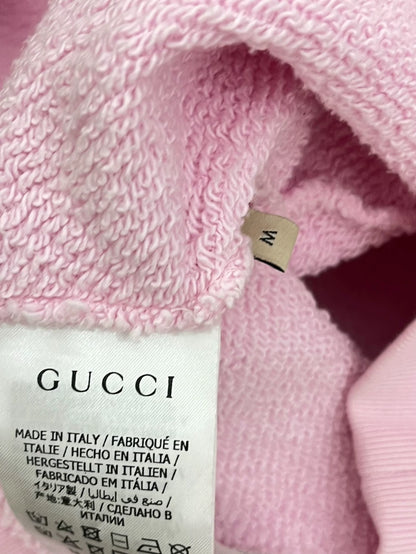 M
GUCCI
MADE IN ITALY / FABRIQUÉ EN
ITALIE / HECHO EN ITALIA /
HERGESTELLT IN ITALIEN /
FABRICADO EM ITÁLIA /
イタリア製 / صنع في إيطاليا /
产地:意大利 / СДЕЛАНО В
ИТАЛИИ